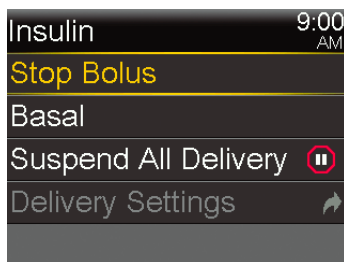 Insulin 9:00
AM
Stop Bolus
Basal
Suspend All Delivery
Delivery Settings